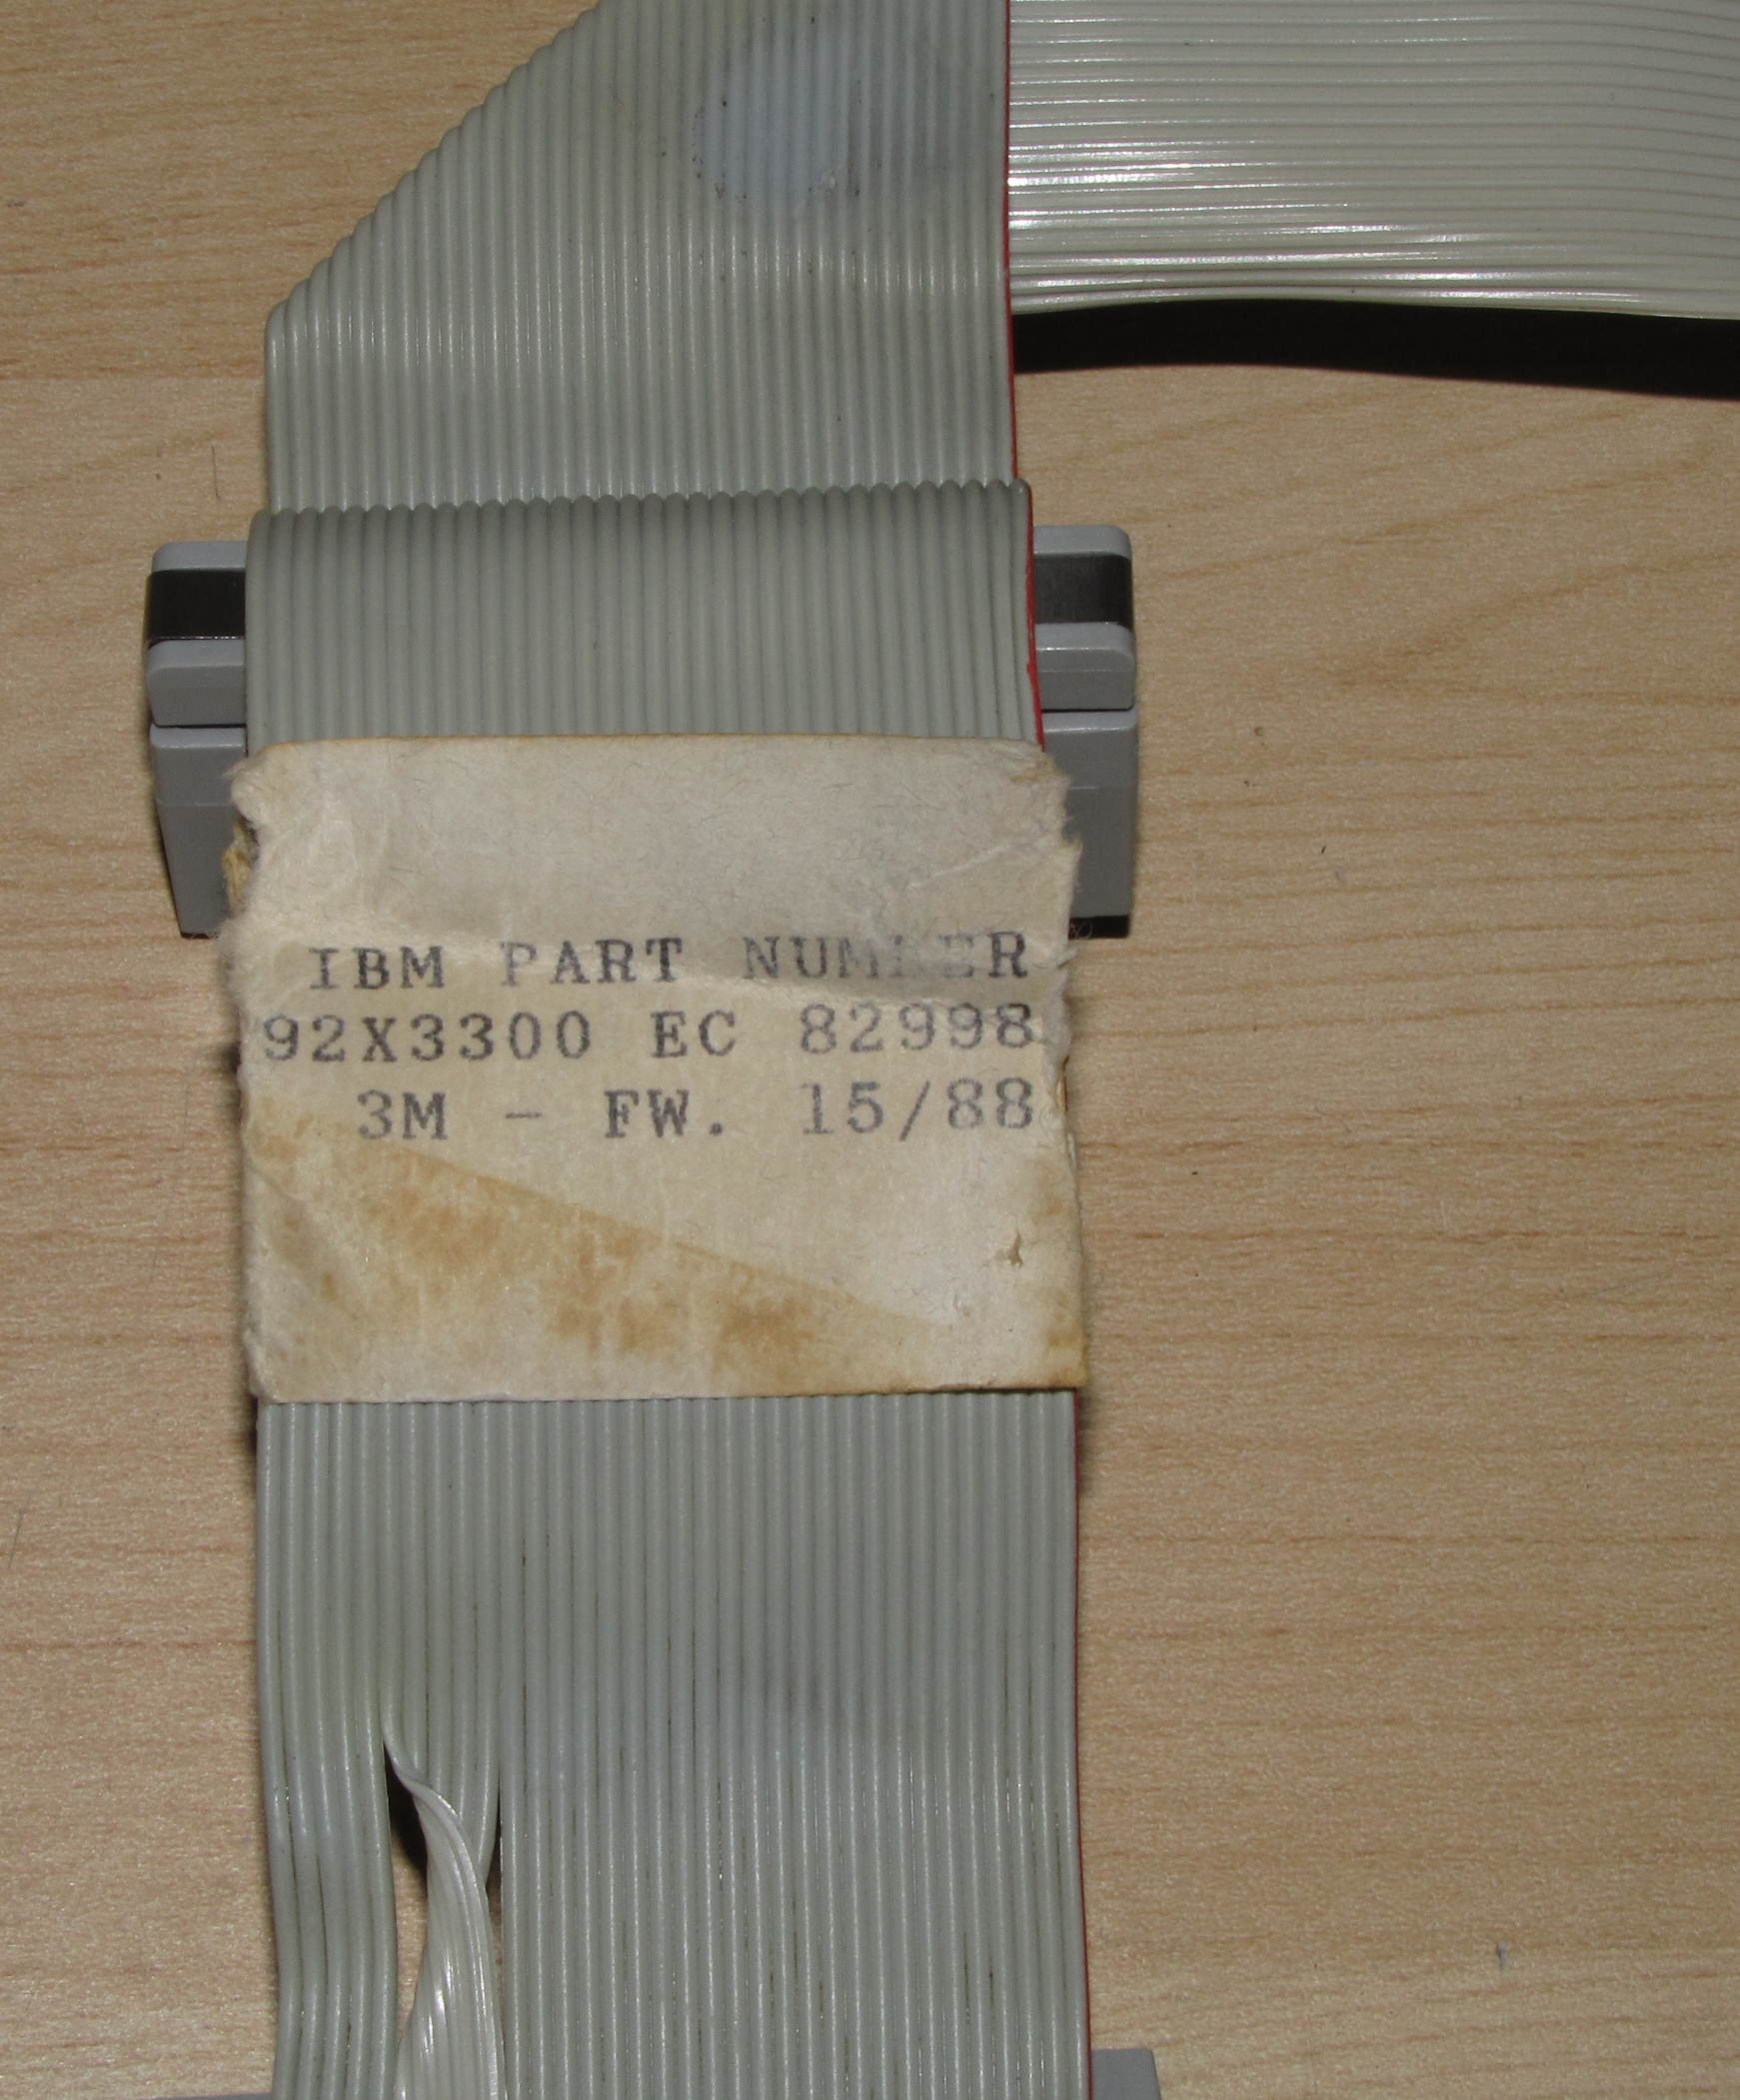 IBM PART NUMBER
92X3300 EC 82998
3M - FW. 15/88